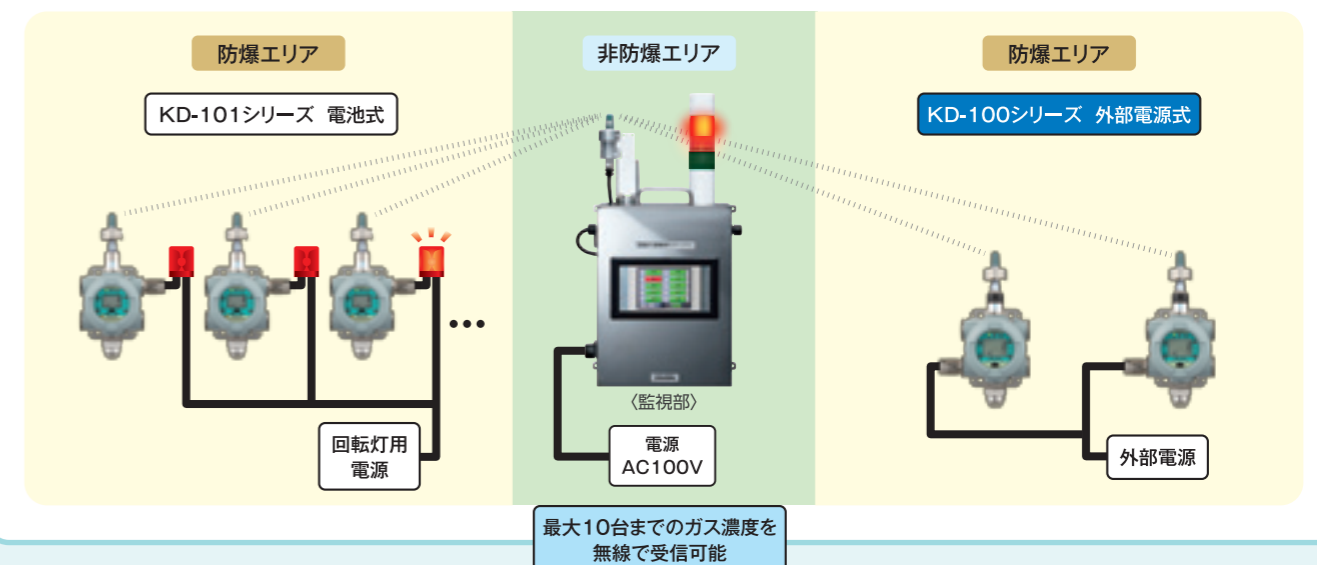 防爆エリア
非防爆エリア
防爆エリア
KD-101シリーズ 電池式
KD-100シリーズ 外部電源式
•••
〈監視部〉
回転灯用
電源
電源
AC100V
外部電源
最大10台までのガス濃度を
無線で受信可能